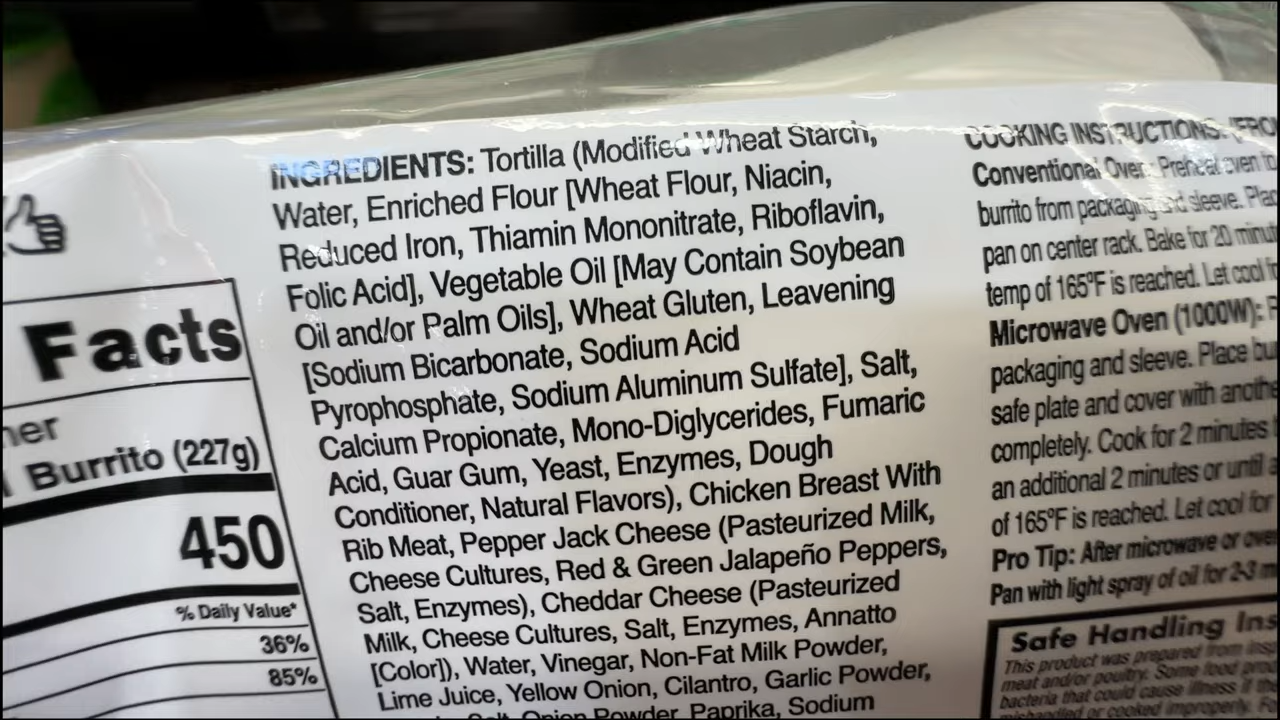 Facts
Burrito (227g)
450
% Daily Value*
36%
85%
INGREDIENTS: Tortilla (Modified Wheat Starch,
Water, Enriched Flour [Wheat Flour, Niacin,
Reduced Iron, Thiamin Mononitrate, Riboflavin,
Folic Acid], Vegetable Oil [May Contain Soybean
Oil and/or Palm Oils], Wheat Gluten, Leavening
[Sodium Bicarbonate, Sodium Acid
Pyrophosphate, Sodium Aluminum Sulfate], Salt,
Calcium Propionate, Mono-Diglycerides, Fumaric
Acid, Guar Gum, Yeast, Enzymes, Dough
Conditioner, Natural Flavors), Chicken Breast With
Rib Meat, Pepper Jack Cheese (Pasteurized Milk,
Cheese Cultures, Red & Green Jalapeño Peppers,
Salt, Enzymes), Cheddar Cheese (Pasteurized
Milk, Cheese Cultures, Salt, Enzymes, Annatto
[Color]), Water, Vinegar, Non-Fat Milk Powder,
Lime Juice, Yellow Onion, Cilantro, Garlic Powder,
Salt, Onion Powder, Paprika, Sodium
COOKING INSTRUCTIONS:
Conventional Oven: Preheat oven to
burrito from packaging and sleeve.
pan on center rack. Bake for 20
temp of 165°F is reached. Let cool
Microwave Oven (1000W):
packaging and sleeve. Place
safe plate and cover with
completely. Cook for 2 minutes
an additional 2 minutes or until
of 165°F is reached. Let cool for
Pro Tip: After microwave or
Pan with light spray of oil for 2-3
Safe Handling
This product was prepared from
meat and/or poultry. Some food
bacteria that could cause illness if
mishandled or cooked improperly.